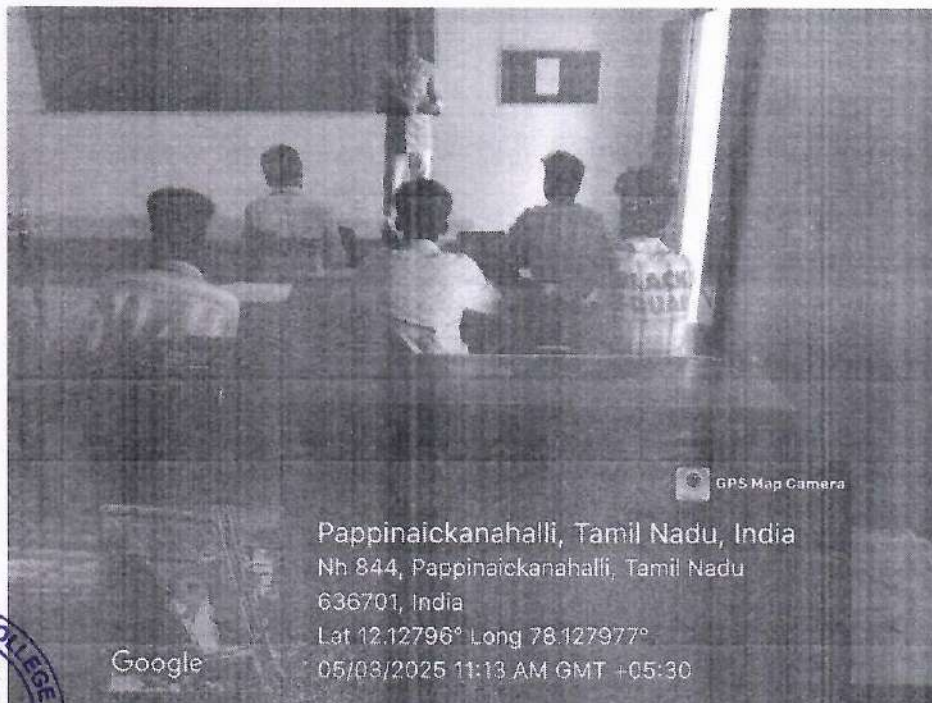 GPS Map Camera
Pappinaickanahalli, Tamil Nadu, India
Nh 844, Pappinaickanahalli, Tamil Nadu
636701, India
Lat 12.12796° Long 78.127977°
05/03/2025 11:13 AM GMT +05:30
Google
COLLEGE